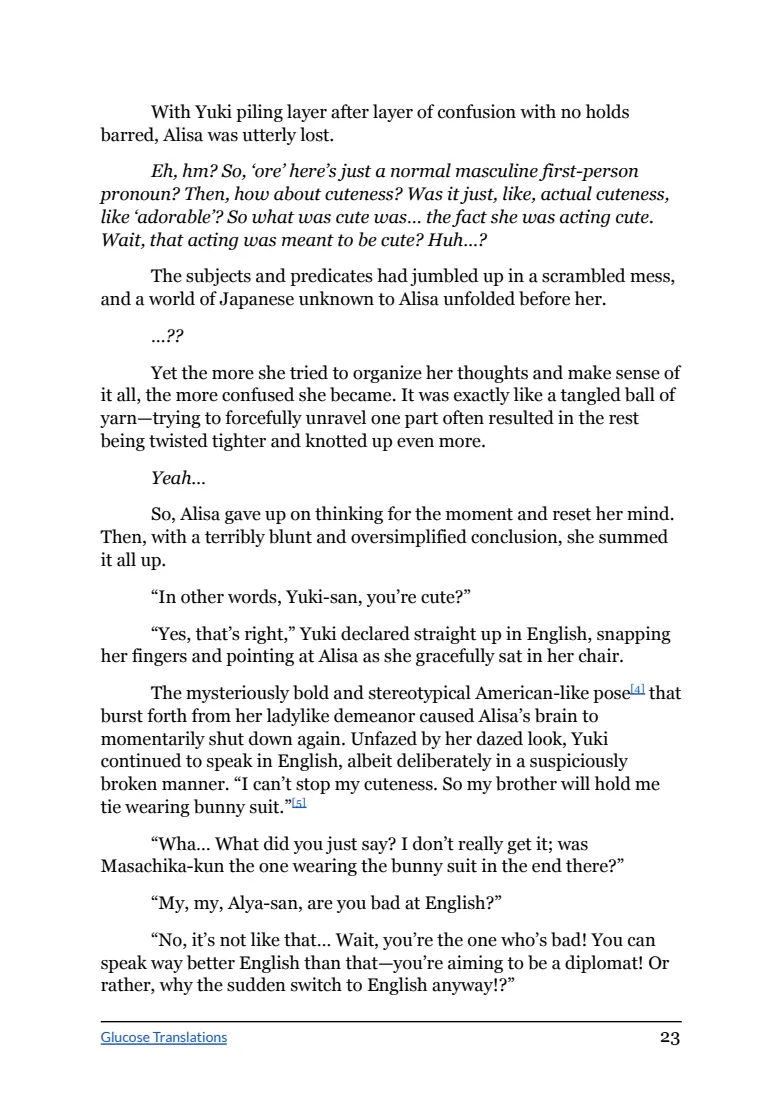 With Yuki piling layer after layer of confusion with no holds
barred, Alisa was utterly lost.
Eh, hm? So, ‘ore’ here’s just a normal masculine first-person
pronoun? Then, how about cuteness? Was it just, like, actual cuteness,
like ‘adorable’? So what was cute was… the fact she was acting cute.
Wait, that acting was meant to be cute? Huh…?
The subjects and predicates had jumbled up in a scrambled mess,
and a world of Japanese unknown to Alisa unfolded before her.
…??
Yet the more she tried to organize her thoughts and make sense of
it all, the more confused she became. It was exactly like a tangled ball of
yarn—trying to forcefully unravel one part often resulted in the rest
being twisted tighter and knotted up even more.
Yeah…
So, Alisa gave up on thinking for the moment and reset her mind.
Then, with a terribly blunt and oversimplified conclusion, she summed
it all up.
“In other words, Yuki-san, you’re cute?”
“Yes, that’s right,” Yuki declared straight up in English, snapping
her fingers and pointing at Alisa as she gracefully sat in her chair.
The mysteriously bold and stereotypical American-like pose[4] that
burst forth from her ladylike demeanor caused Alisa’s brain to
momentarily shut down again. Unfazed by her dazed look, Yuki
continued to speak in English, albeit deliberately in a suspiciously
broken manner. “I can’t stop my cuteness. So my brother will hold me
tie wearing bunny suit.”[5]
“Wha… What did you just say? I don’t really get it; was
Masachika-kun the one wearing the bunny suit in the end there?”
“My, my, Alya-san, are you bad at English?”
“No, it’s not like that… Wait, you’re the one who’s bad! You can
speak way better English than that—you’re aiming to be a diplomat! Or
rather, why the sudden switch to English anyway!?”
Glucose Translations 23